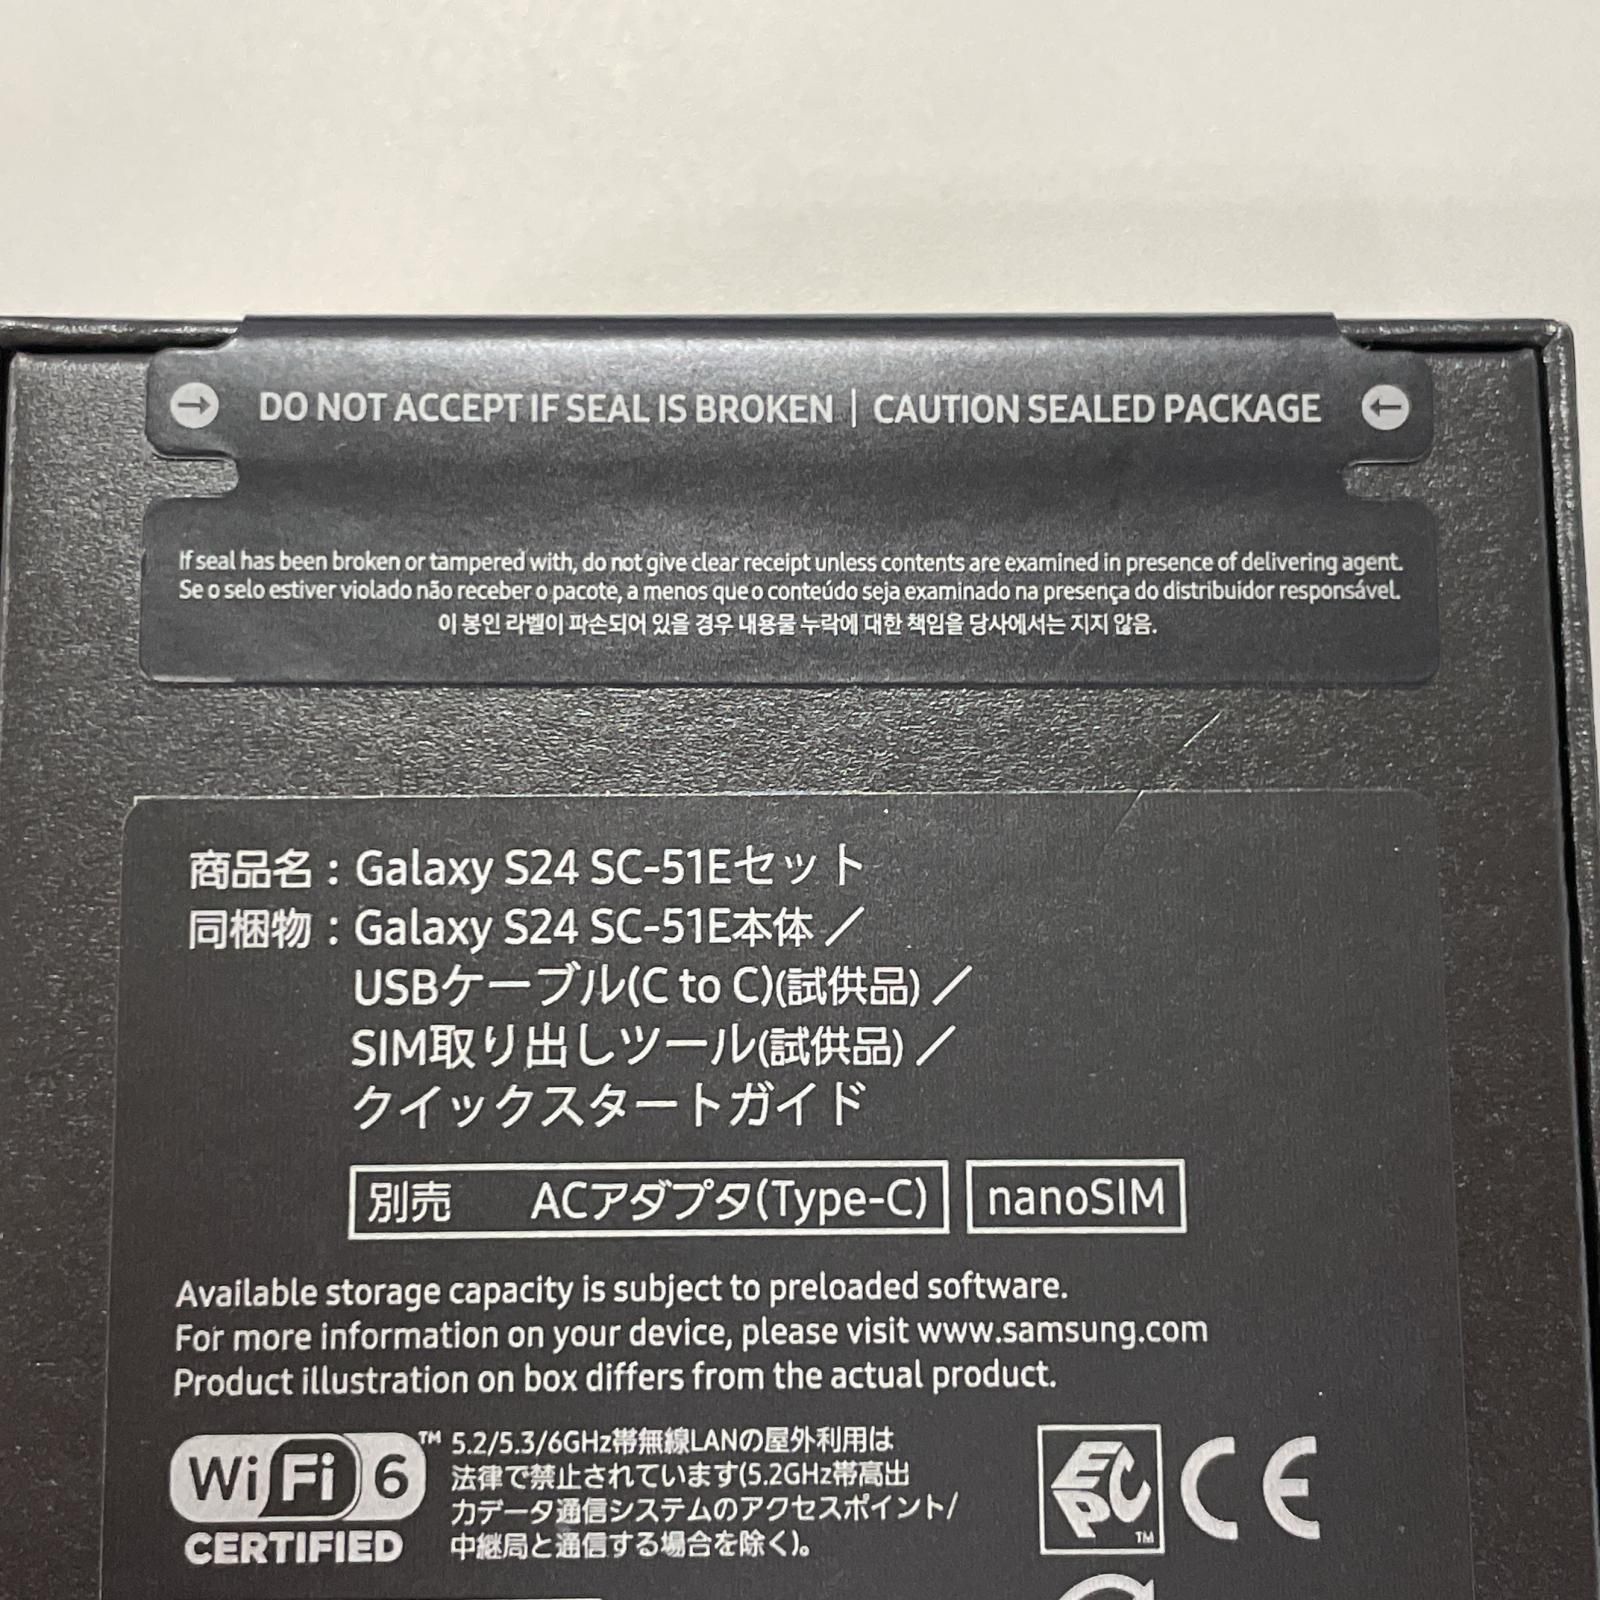 DO NOT ACCEPT IF SEAL IS BROKEN | CAUTION SEALED PACKAGE
If seal has been broken or tampered with, do not give clear receipt unless contents are examined in presence of delivering agent.
Se o selo estiver violado não receber o pacote, a menos que o conteúdo seja examinado na presença do distribuidor responsável.
이 봉인 라벨이 파손되어 있을 경우 내용물 누락에 대한 책임을 당사에서는 지지 않음.
商品名：Galaxy S24 SC-51Eセット
同梱物：Galaxy S24 SC-51E本体／
USBケーブル(C to C)(試供品)／
SIM取り出しツール(試供品)／
クイックスタートガイド
別売 ACアダプタ(Type-C) nanoSIM
Available storage capacity is subject to preloaded software.
For more information on your device, please visit www.samsung.com
Product illustration on box differs from the actual product.
Wi Fi 6™
CERTIFIED
5.2/5.3/6GHz帯無線LANの屋外利用は
法律で禁止されています(5.2GHz帯高出
力データ通信システムのアクセスポイント/
中継局と通信する場合を除く)。
EPC™ CE